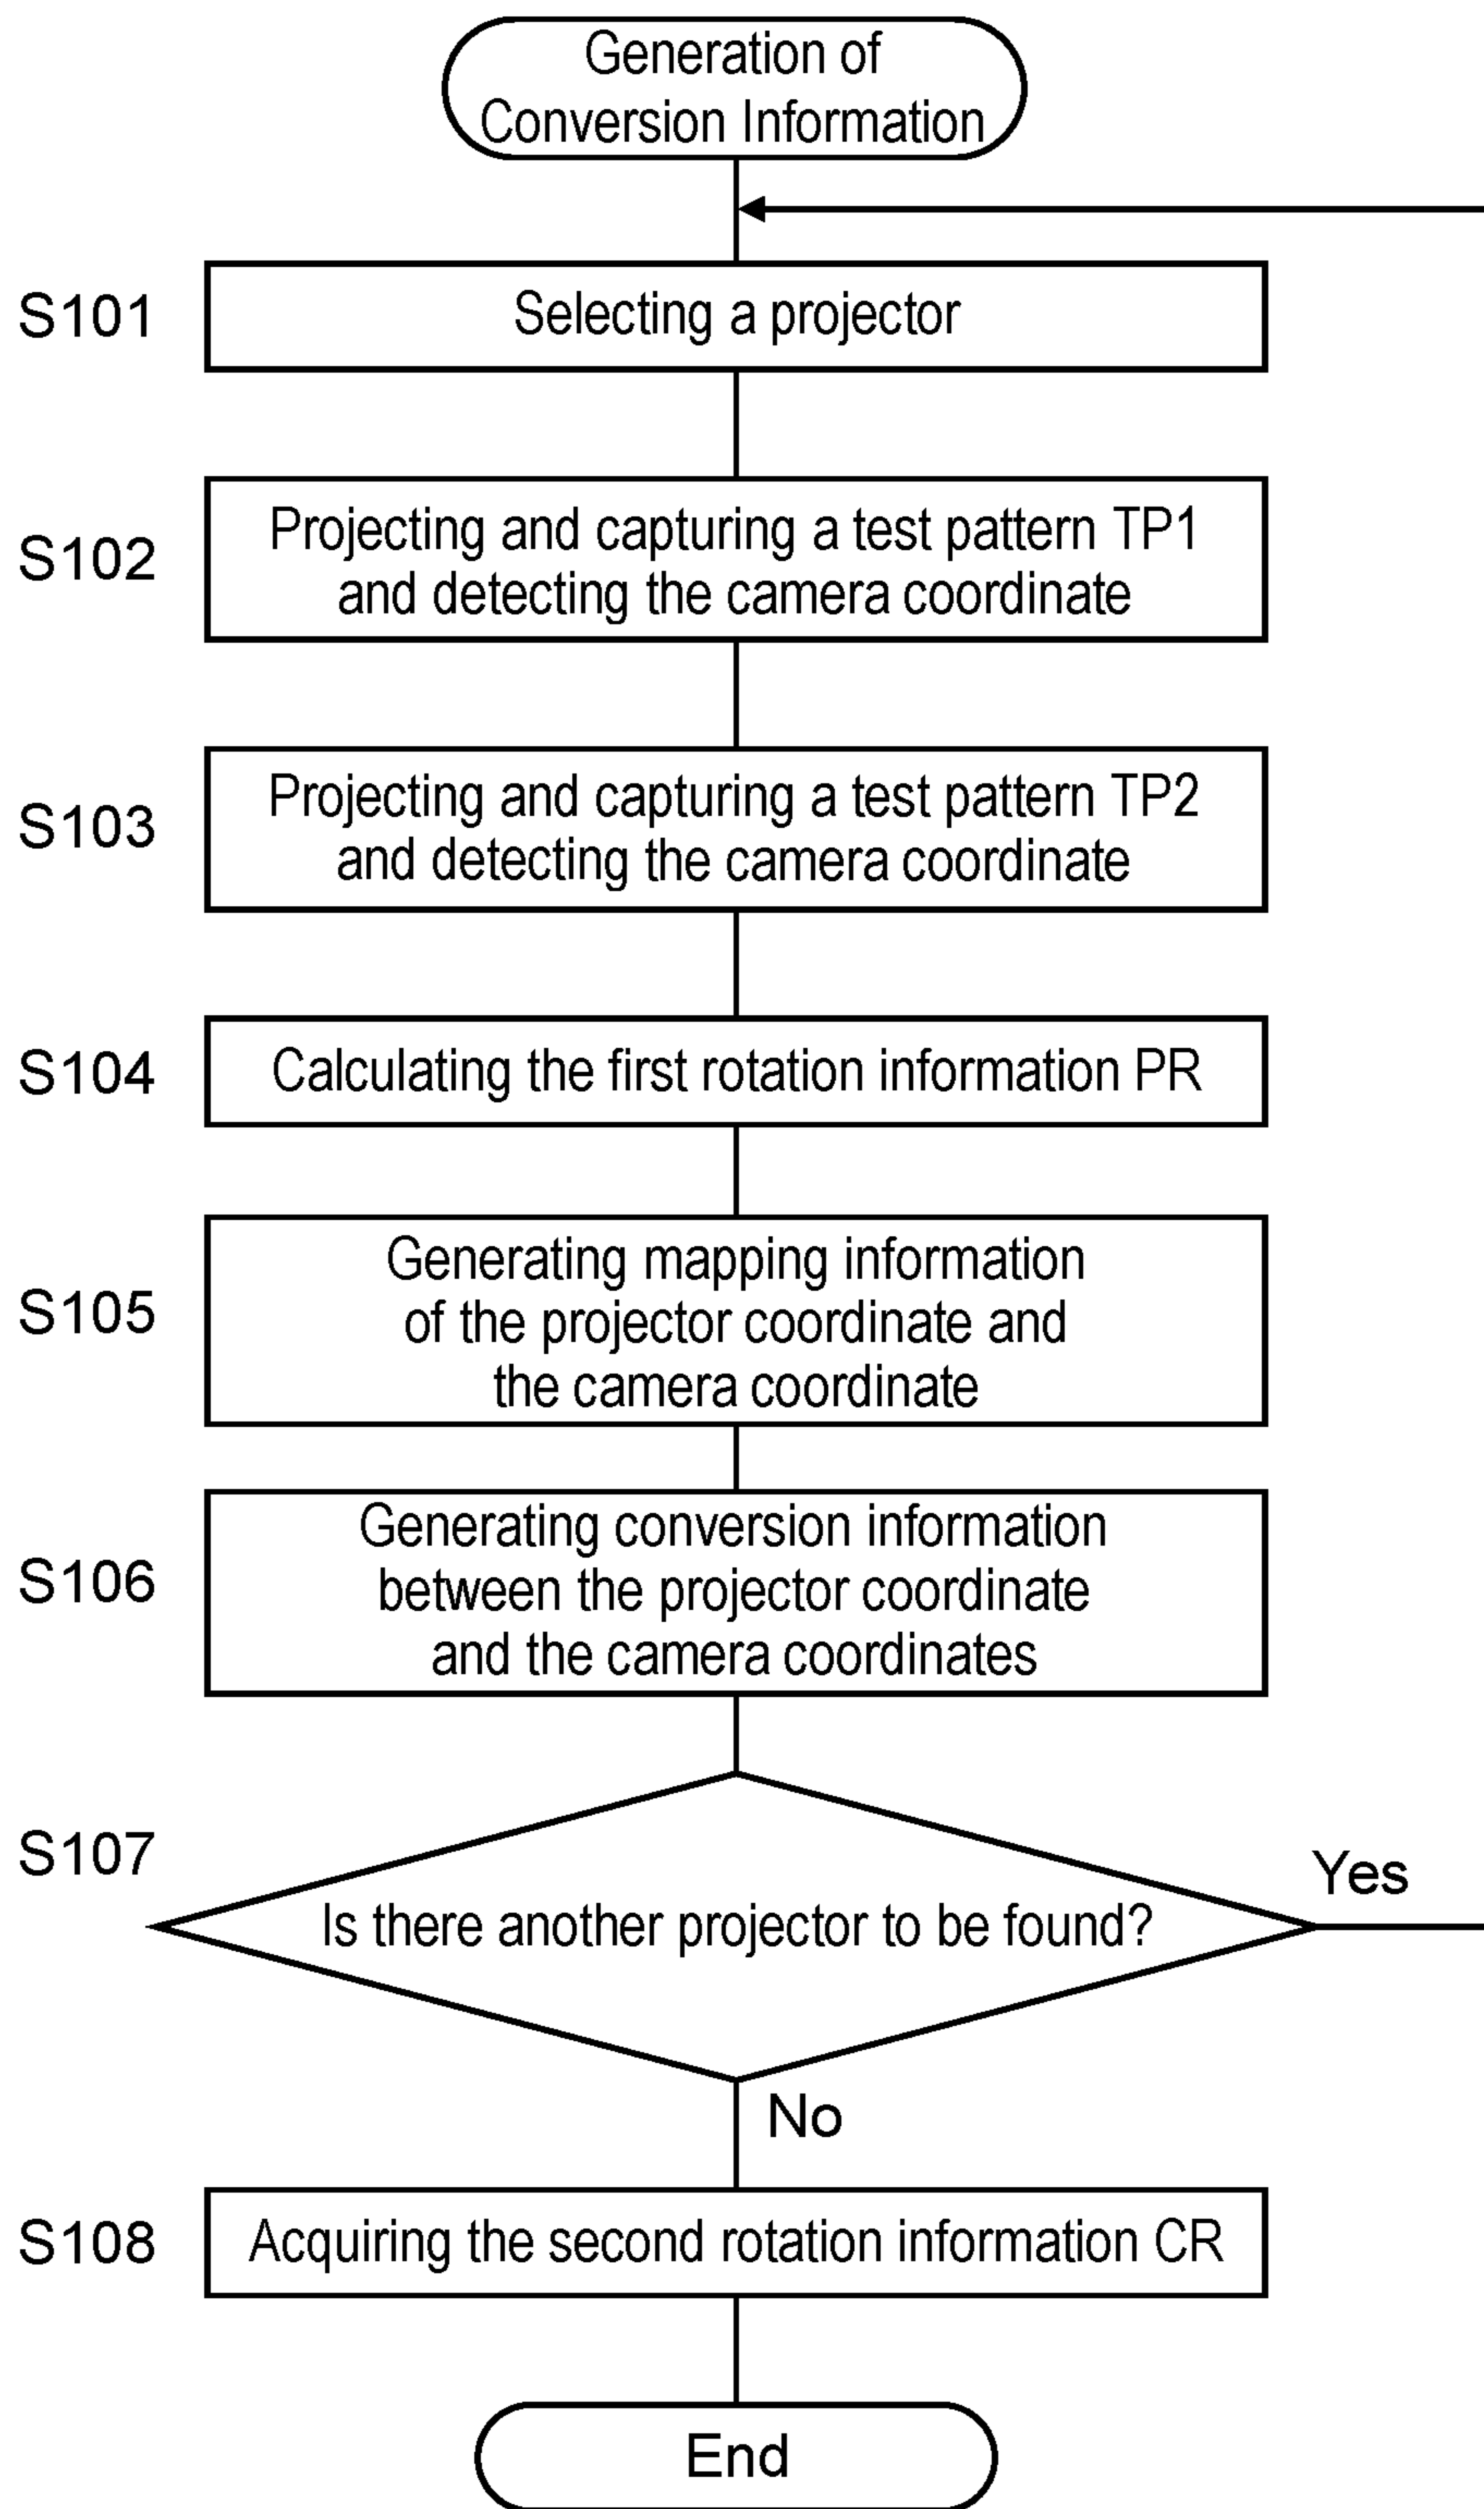 Generation of
Conversion Information
S101
Selecting a projector
S102
Projecting and capturing a test pattern TP1
and detecting the camera coordinate
S103
Projecting and capturing a test pattern TP2
and detecting the camera coordinate
S104
Calculating the first rotation information PR
S105
Generating mapping information
of the projector coordinate and
the camera coordinate
S106
Generating conversion information
between the projector coordinate
and the camera coordinates
S107
Yes
Is there another projector to be found?
No
S108
Acquiring the second rotation information CR
End